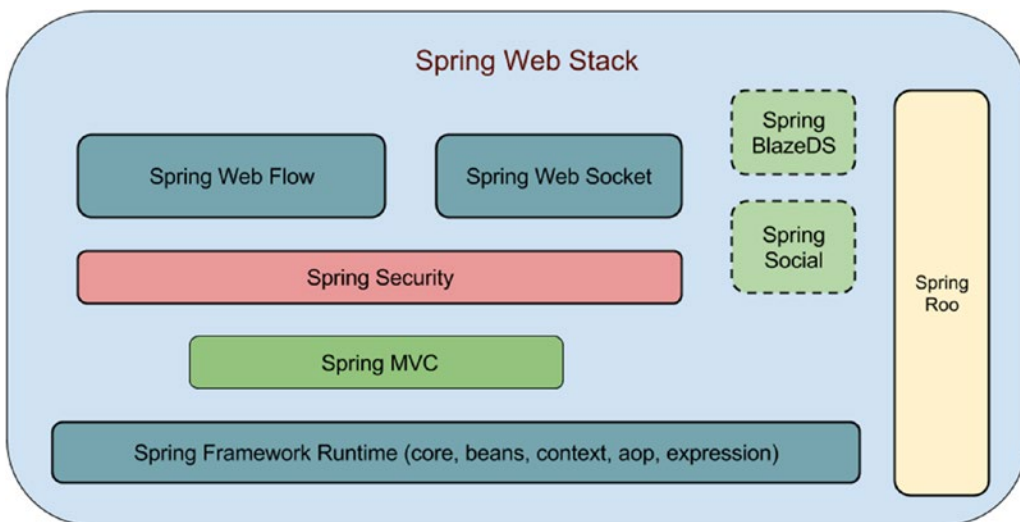 Spring Web Stack
Spring
BlazeDS
Spring Web Flow
Spring Web Socket
Spring
Social
Spring Security
Spring
Roo
Spring MVC
Spring Framework Runtime (core, beans, context, aop, expression)